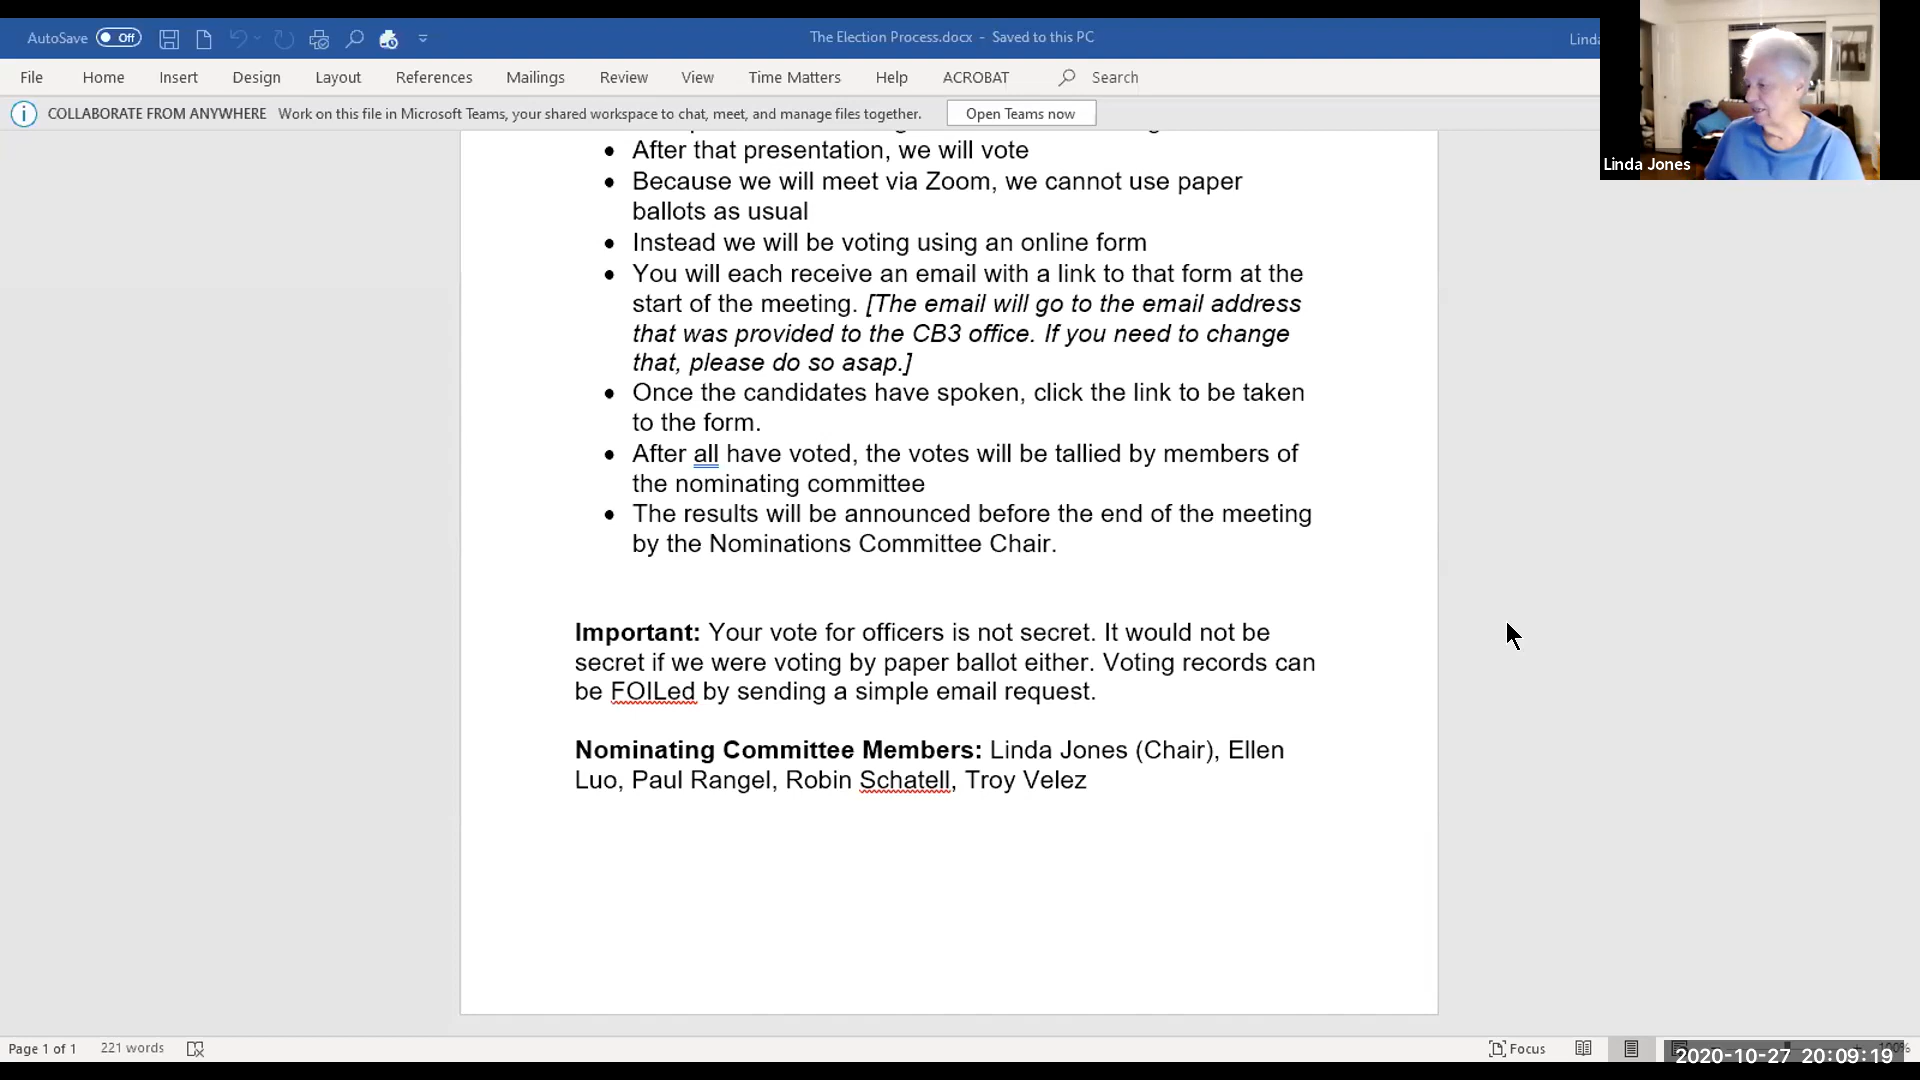 AutoSave Off
The Election Process.docx - Saved to this PC
Linda Jones
File Home Insert Design Layout References Mailings Review View Time Matters Help ACROBAT Search
COLLABORATE FROM ANYWHERE Work on this file in Microsoft Teams, your shared workspace to chat, meet, and manage files together. Open Teams now
• After that presentation, we will vote
• Because we will meet via Zoom, we cannot use paper
ballots as usual
• Instead we will be voting using an online form
• You will each receive an email with a link to that form at the
start of the meeting. [The email will go to the email address
that was provided to the CB3 office. If you need to change
that, please do so asap.]
• Once the candidates have spoken, click the link to be taken
to the form.
• After all have voted, the votes will be tallied by members of
the nominating committee
• The results will be announced before the end of the meeting
by the Nominations Committee Chair.
Important: Your vote for officers is not secret. It would not be
secret if we were voting by paper ballot either. Voting records can
be FOILed by sending a simple email request.
Nominating Committee Members: Linda Jones (Chair), Ellen
Luo, Paul Rangel, Robin Schatell, Troy Velez
Page 1 of 1 221 words Focus
2020-10-27 20:09:19